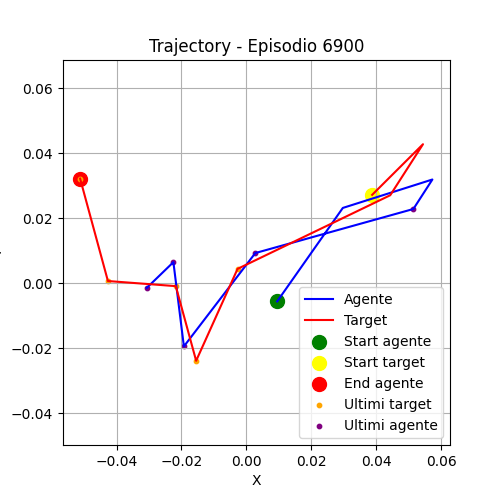 Trajectory - Episodio 6900
0.06
0.04
0.02
0.00
−0.02
−0.04
−0.04
−0.02
0.00
0.02
0.04
0.06
X
Agente
Target
Start agente
Start target
End agente
Ultimi target
Ultimi agente